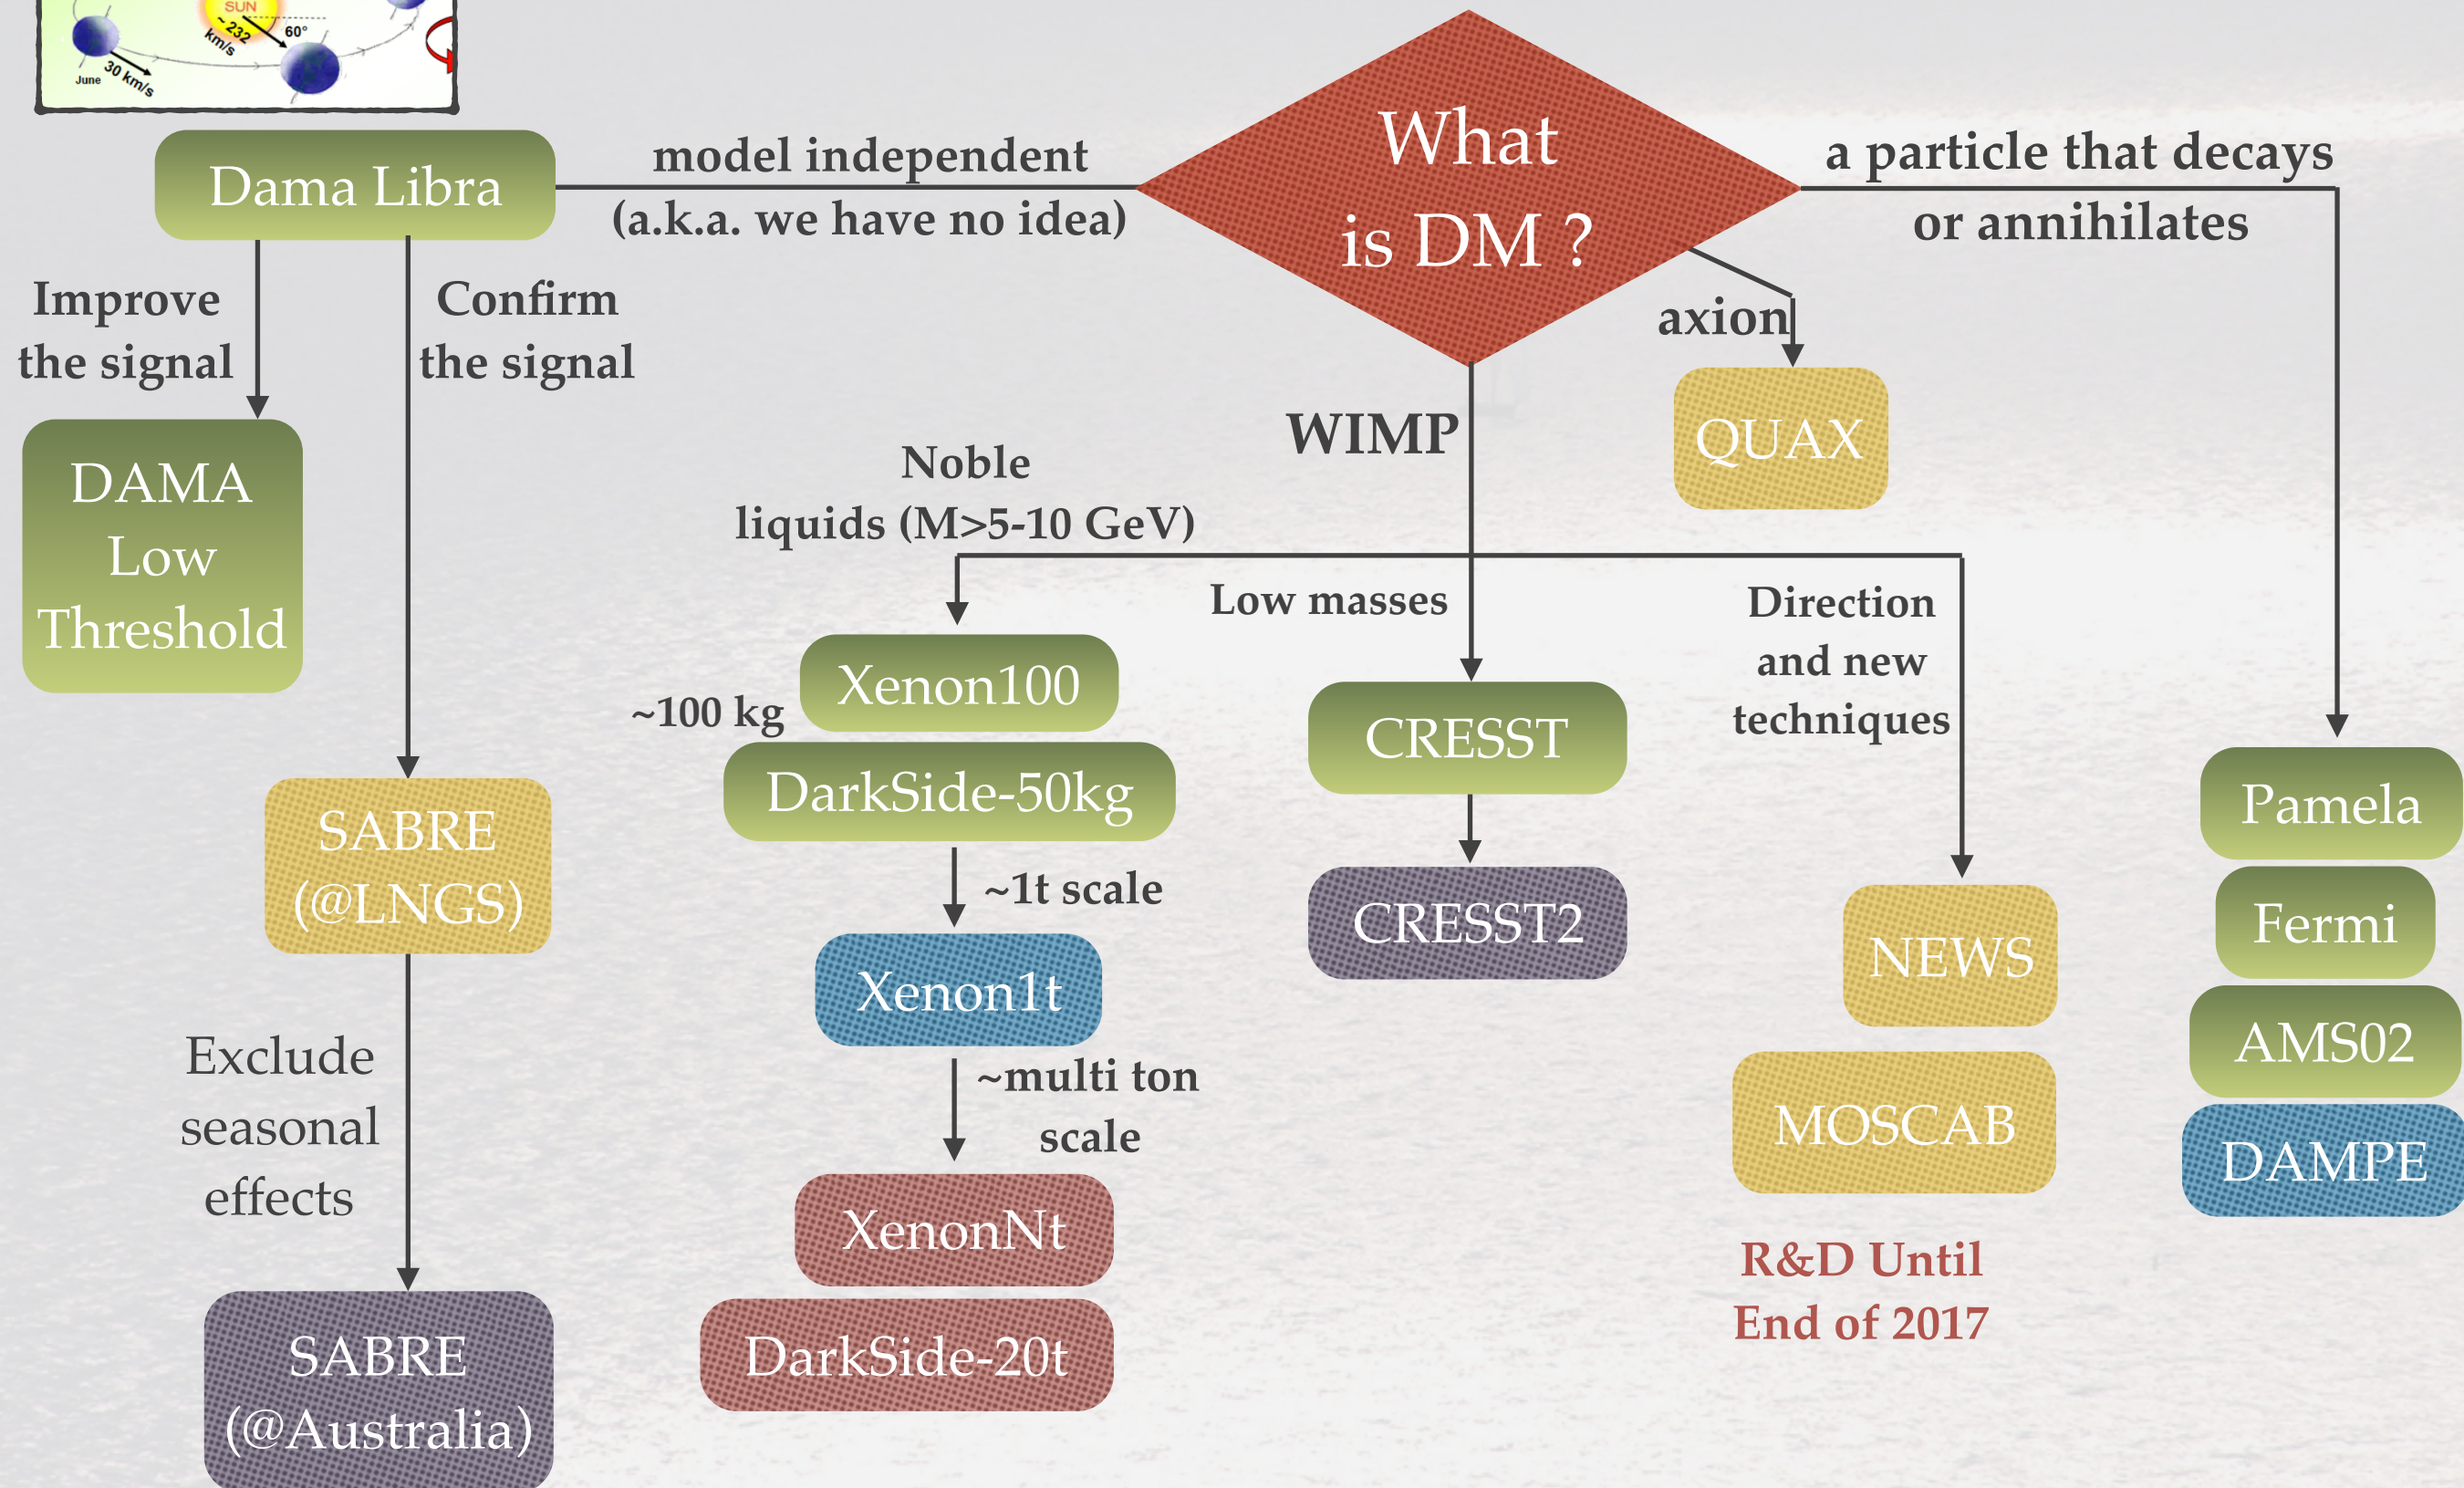 SUN
~ 232
km/s
60°
30 km/s
June
What
is DM ?
model independent
(a.k.a. we have no idea)
Dama Libra
Improve
the signal
Confirm
the signal
DAMA
Low
Threshold
SABRE
(@LNGS)
Exclude
seasonal
effects
SABRE
(@Australia)
WIMP
Noble
liquids (M>5-10 GeV)
~100 kg
Xenon100
DarkSide-50kg
~1t scale
Xenon1t
~multi ton
scale
XenonNt
DarkSide-20t
Low masses
CRESST
CRESST2
Direction
and new
techniques
NEWS
MOSCAB
R&D Until
End of 2017
axion
QUAX
a particle that decays
or annihilates
Pamela
Fermi
AMS02
DAMPE